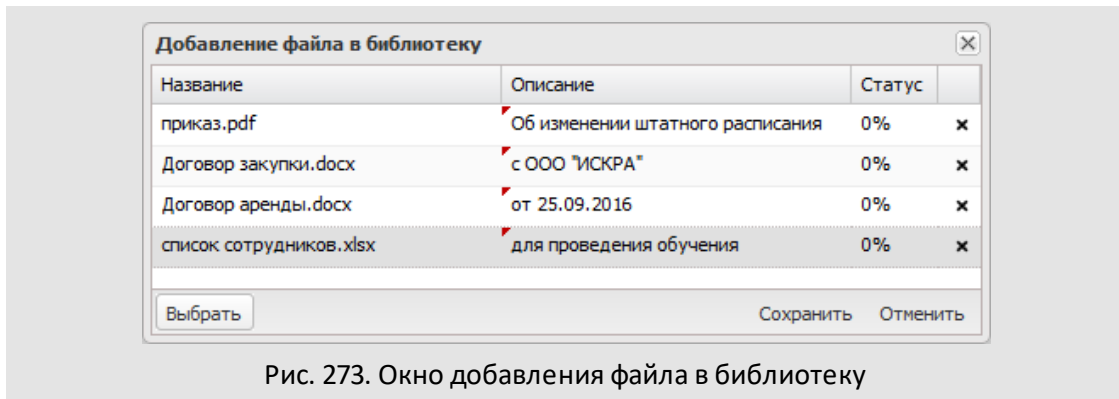 Добавление файла в библиотеку
Название Описание Статус
приказ.pdf Об изменении штатного расписания 0%
Договор закупки.docx с ООО "ИСКРА" 0%
Договор аренды.docx от 25.09.2016 0%
список сотрудников.xlsx для проведения обучения 0%
Выбрать Сохранить Отменить
Рис. 273. Окно добавления файла в библиотеку